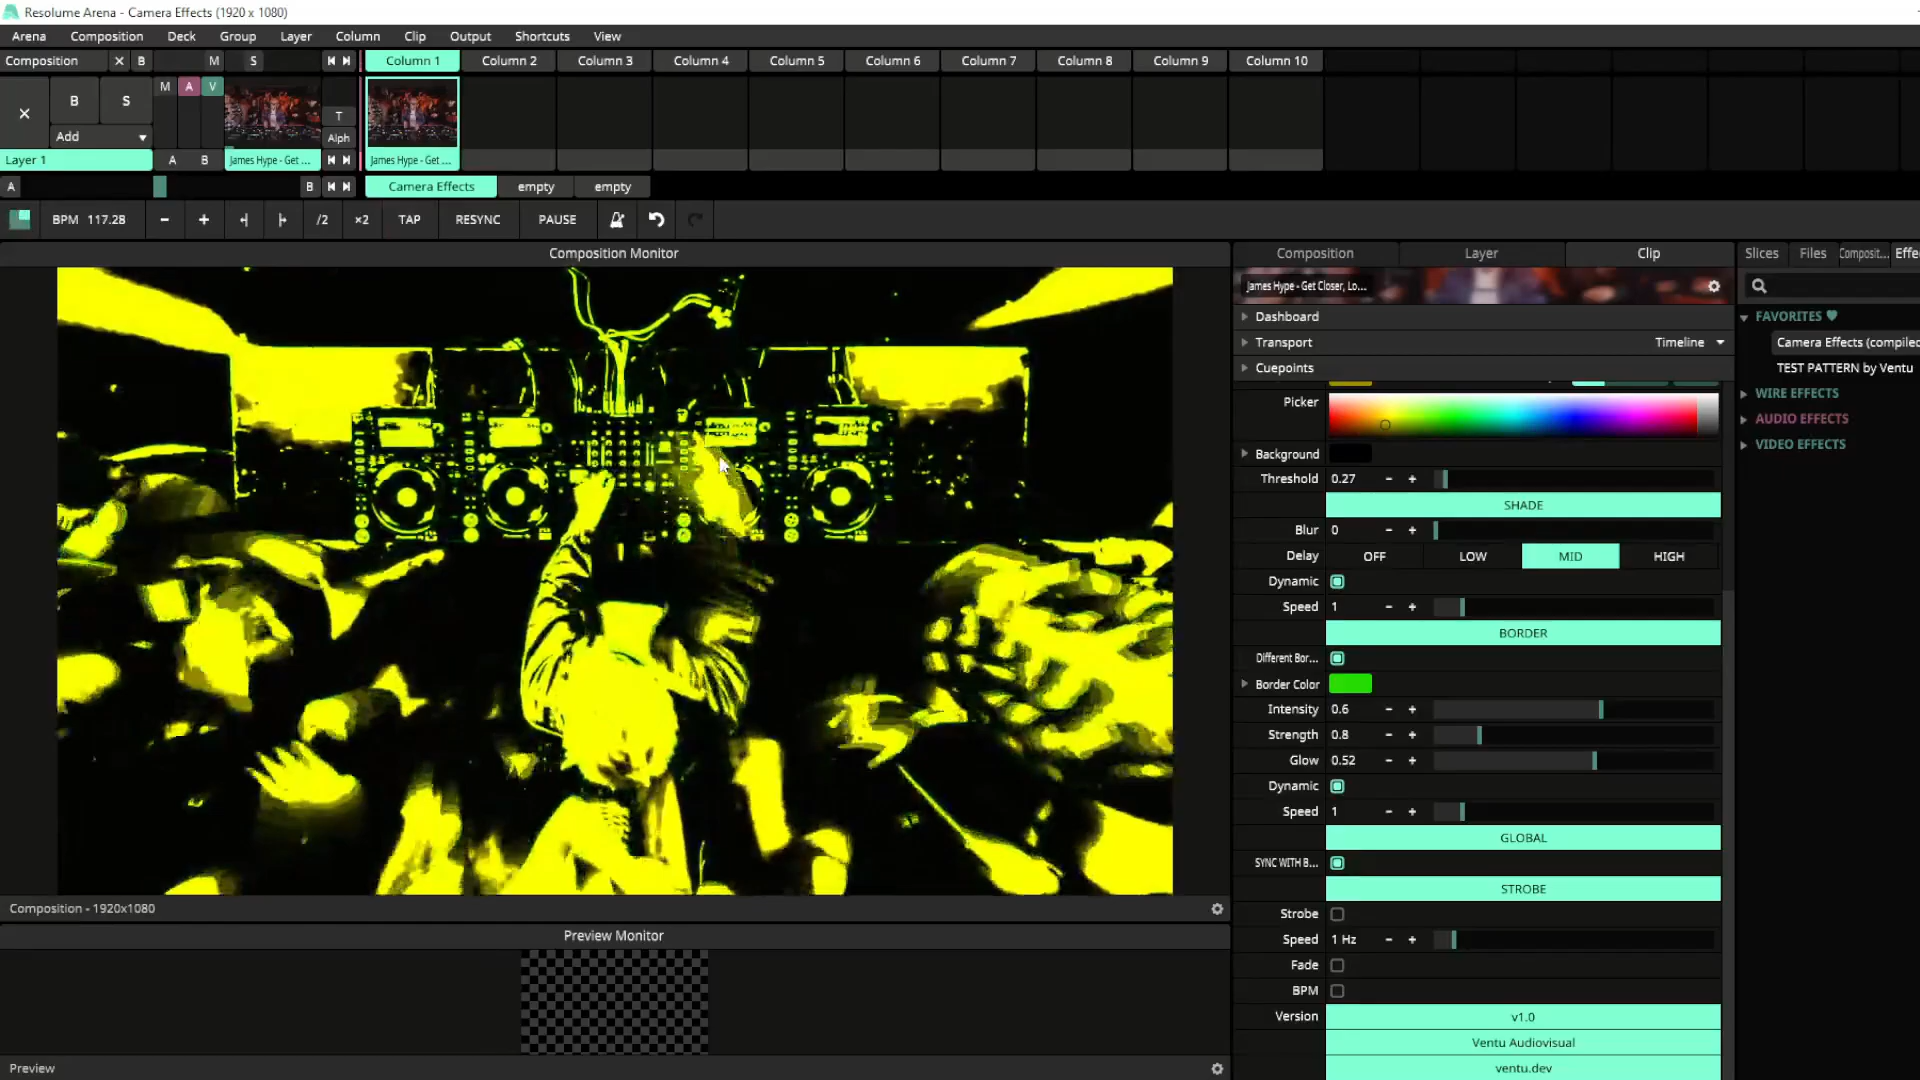 Resolume Arena - Camera Effects (1920 x 1080)
Arena Composition Deck Group Layer Column Clip Output Shortcuts View
Composition B M S Column 1 Column 2 Column 3 Column 4 Column 5 Column 6 Column 7 Column 8 Column 9 Column 10
M A V
B S
T
Add Alph
Layer 1 A B James Hype - Get ... James Hype - Get ...
A B Camera Effects empty empty
BPM 117.28 - + /2 ×2 TAP RESYNC PAUSE
Composition Monitor
Composition Layer Clip
Slices Files Composit... Effe
James Hype - Get Closer, Lo...
Dashboard
Transport Timeline
Cuepoints
Picker
Background
Threshold 0.27 - +
SHADE
Blur 0 - +
Delay OFF LOW MID HIGH
Dynamic
Speed 1 - +
BORDER
Different Bor...
Border Color
Intensity 0.6 - +
Strength 0.8 - +
Glow 0.52 - +
Dynamic
Speed 1 - +
GLOBAL
SYNC WITH B...
STROBE
Strobe
Speed 1 Hz - +
Fade
BPM
Version v1.0
Ventu Audiovisual
ventu.dev
FAVORITES
Camera Effects (compiled
TEST PATTERN by Ventu
WIRE EFFECTS
AUDIO EFFECTS
VIDEO EFFECTS
Composition - 1920x1080
Preview Monitor
Preview